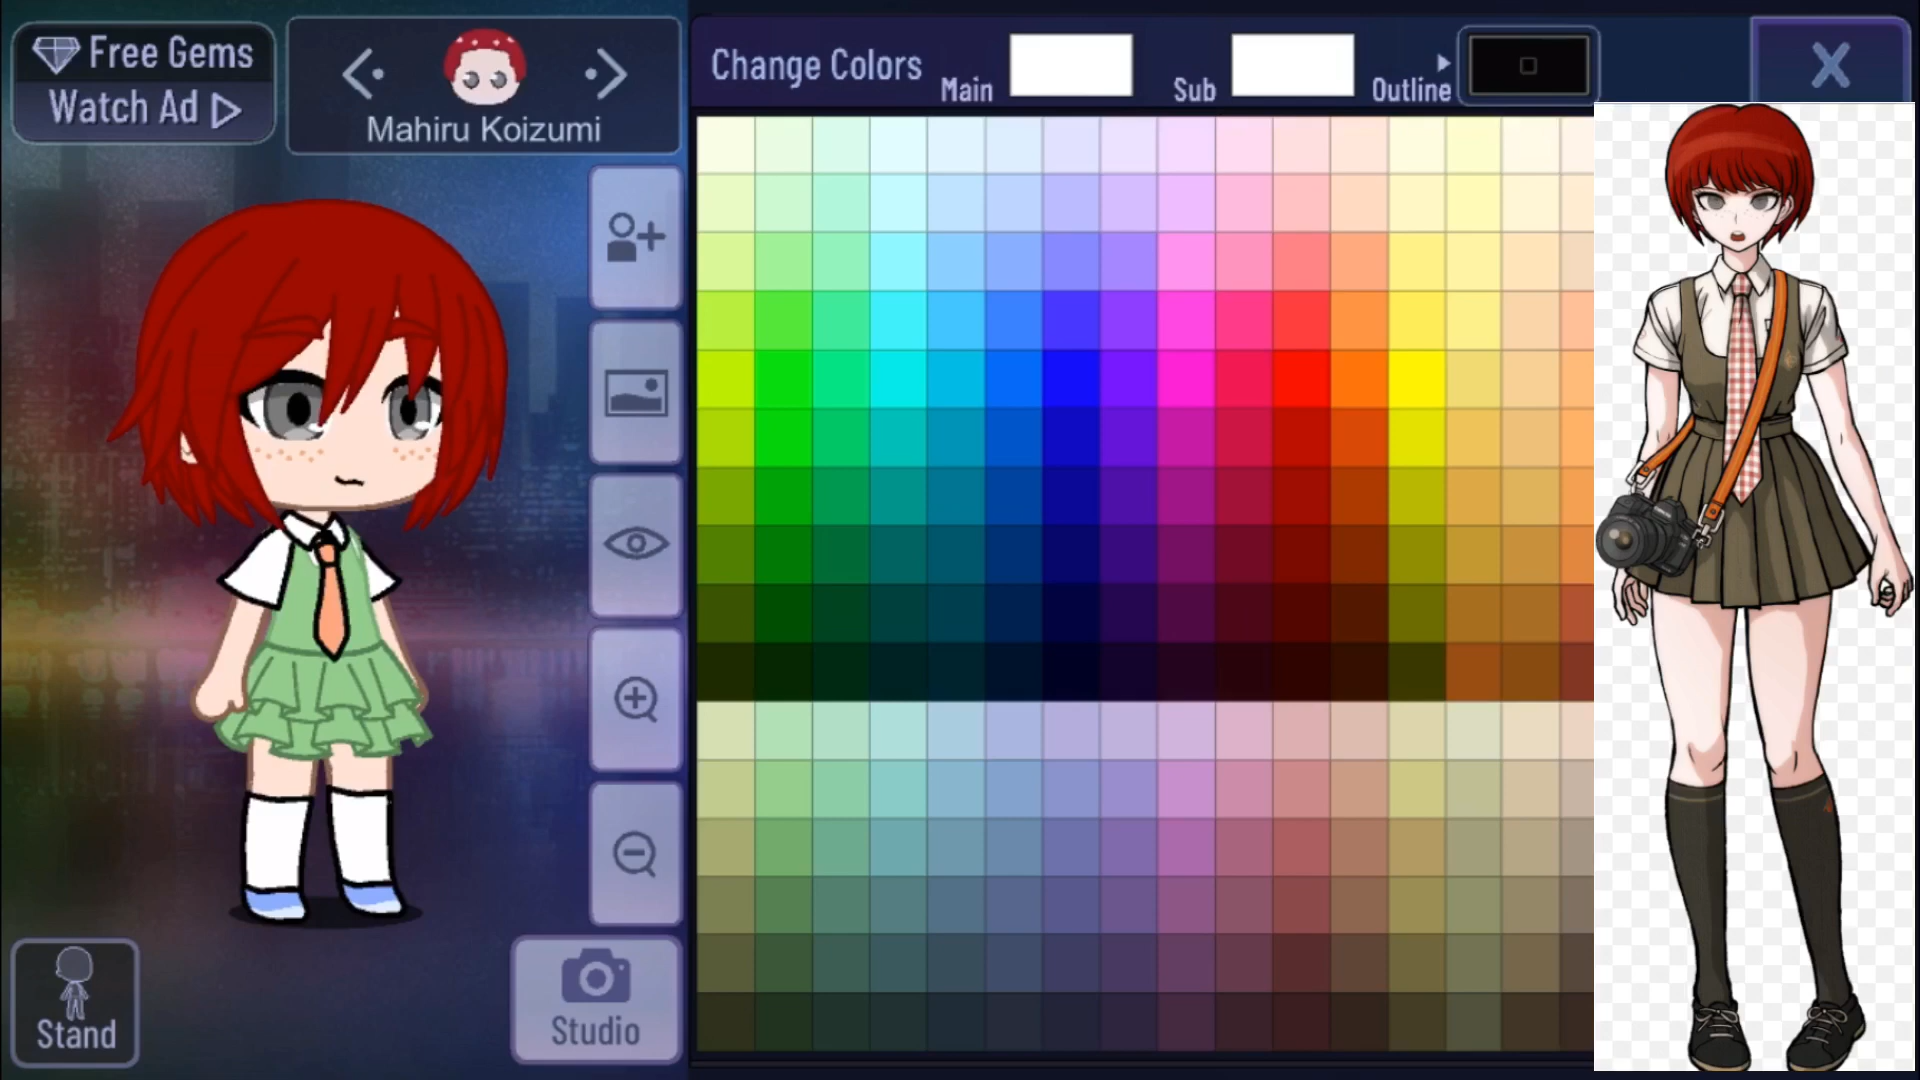 Free Gems
Watch Ad
Mahiru Koizumi
Change Colors
Main
Sub
Outline
X
Stand
Studio